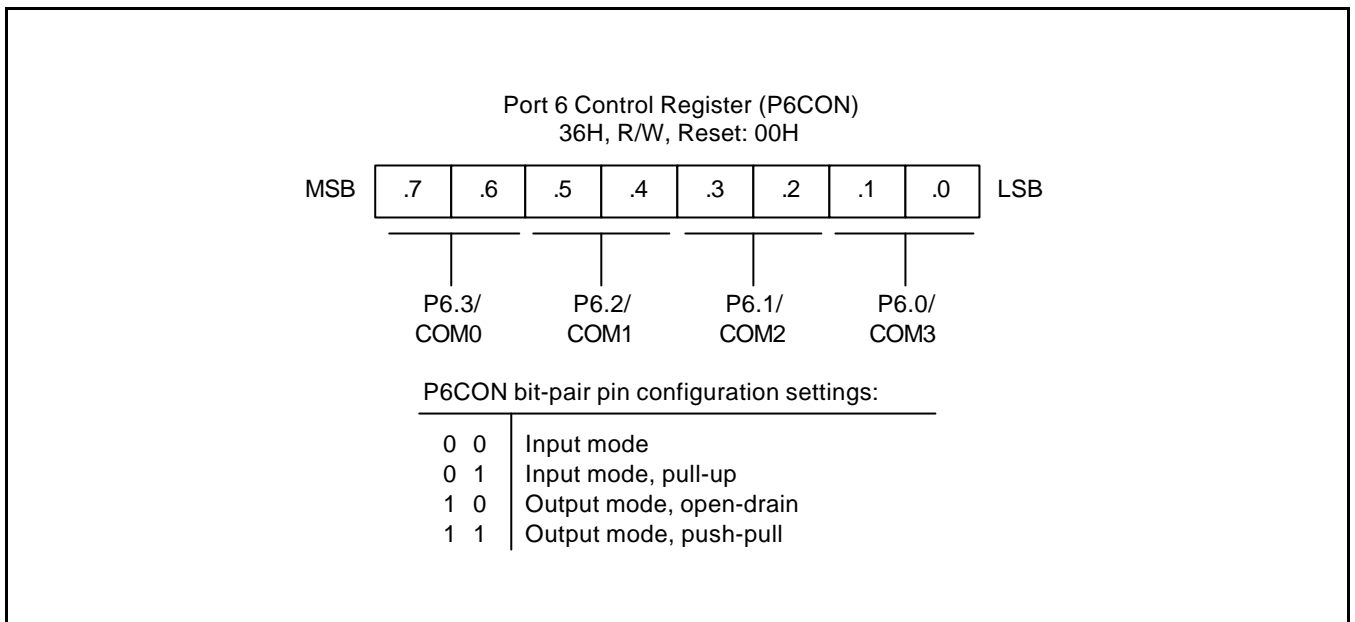 Port 6 Control Register (P6CON)
36H, R/W, Reset: 00H
MSB .7 .6 .5 .4 .3 .2 .1 .0 LSB
P6.3/ P6.2/ P6.1/ P6.0/
COM0 COM1 COM2 COM3
P6CON bit-pair pin configuration settings:
0 0 Input mode
0 1 Input mode, pull-up
1 0 Output mode, open-drain
1 1 Output mode, push-pull